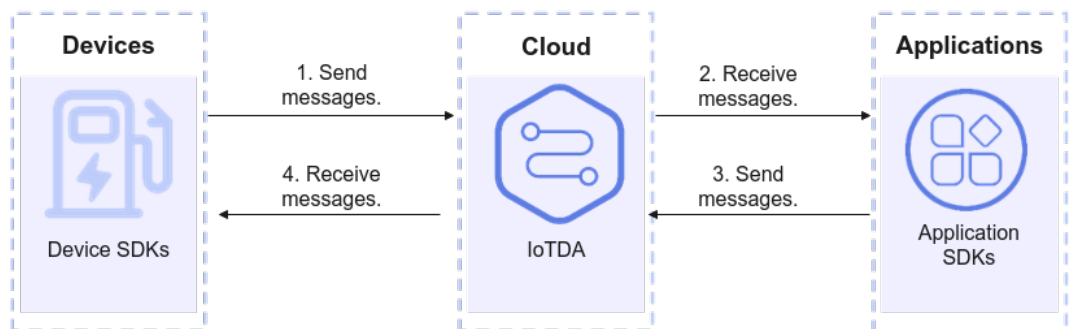 Devices
Cloud
Applications
1. Send
messages.
2. Receive
messages.
4. Receive
messages.
3. Send
messages.
Device SDKs
IoTDA
Application
SDKs